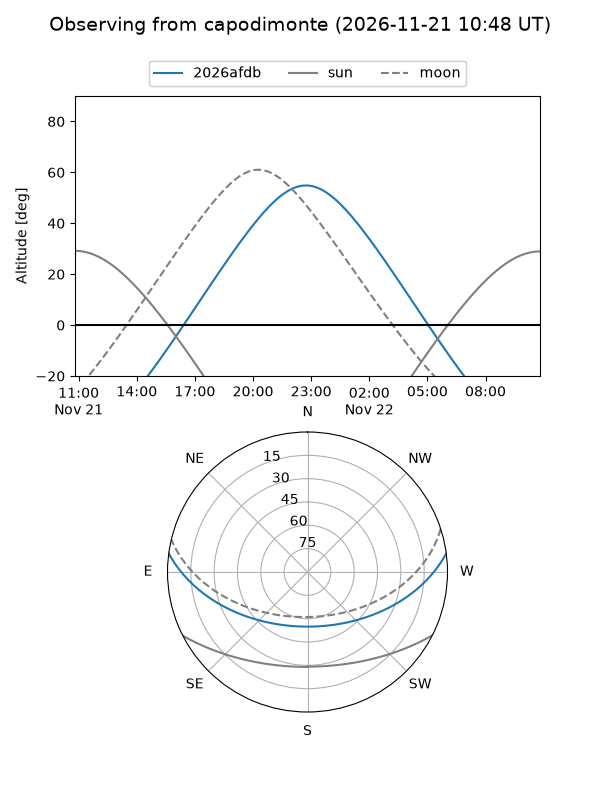 Observing from capodimonte (2026-11-21 10:48 UT)
2026afdb sun moon
80
60
40
20
0
−20
Altitude [deg]
11:00 14:00 17:00 20:00 23:00 02:00 05:00 08:00
Nov 21 Nov 22
N
NE NW
15
30
45
60
75
E W
SE SW
S